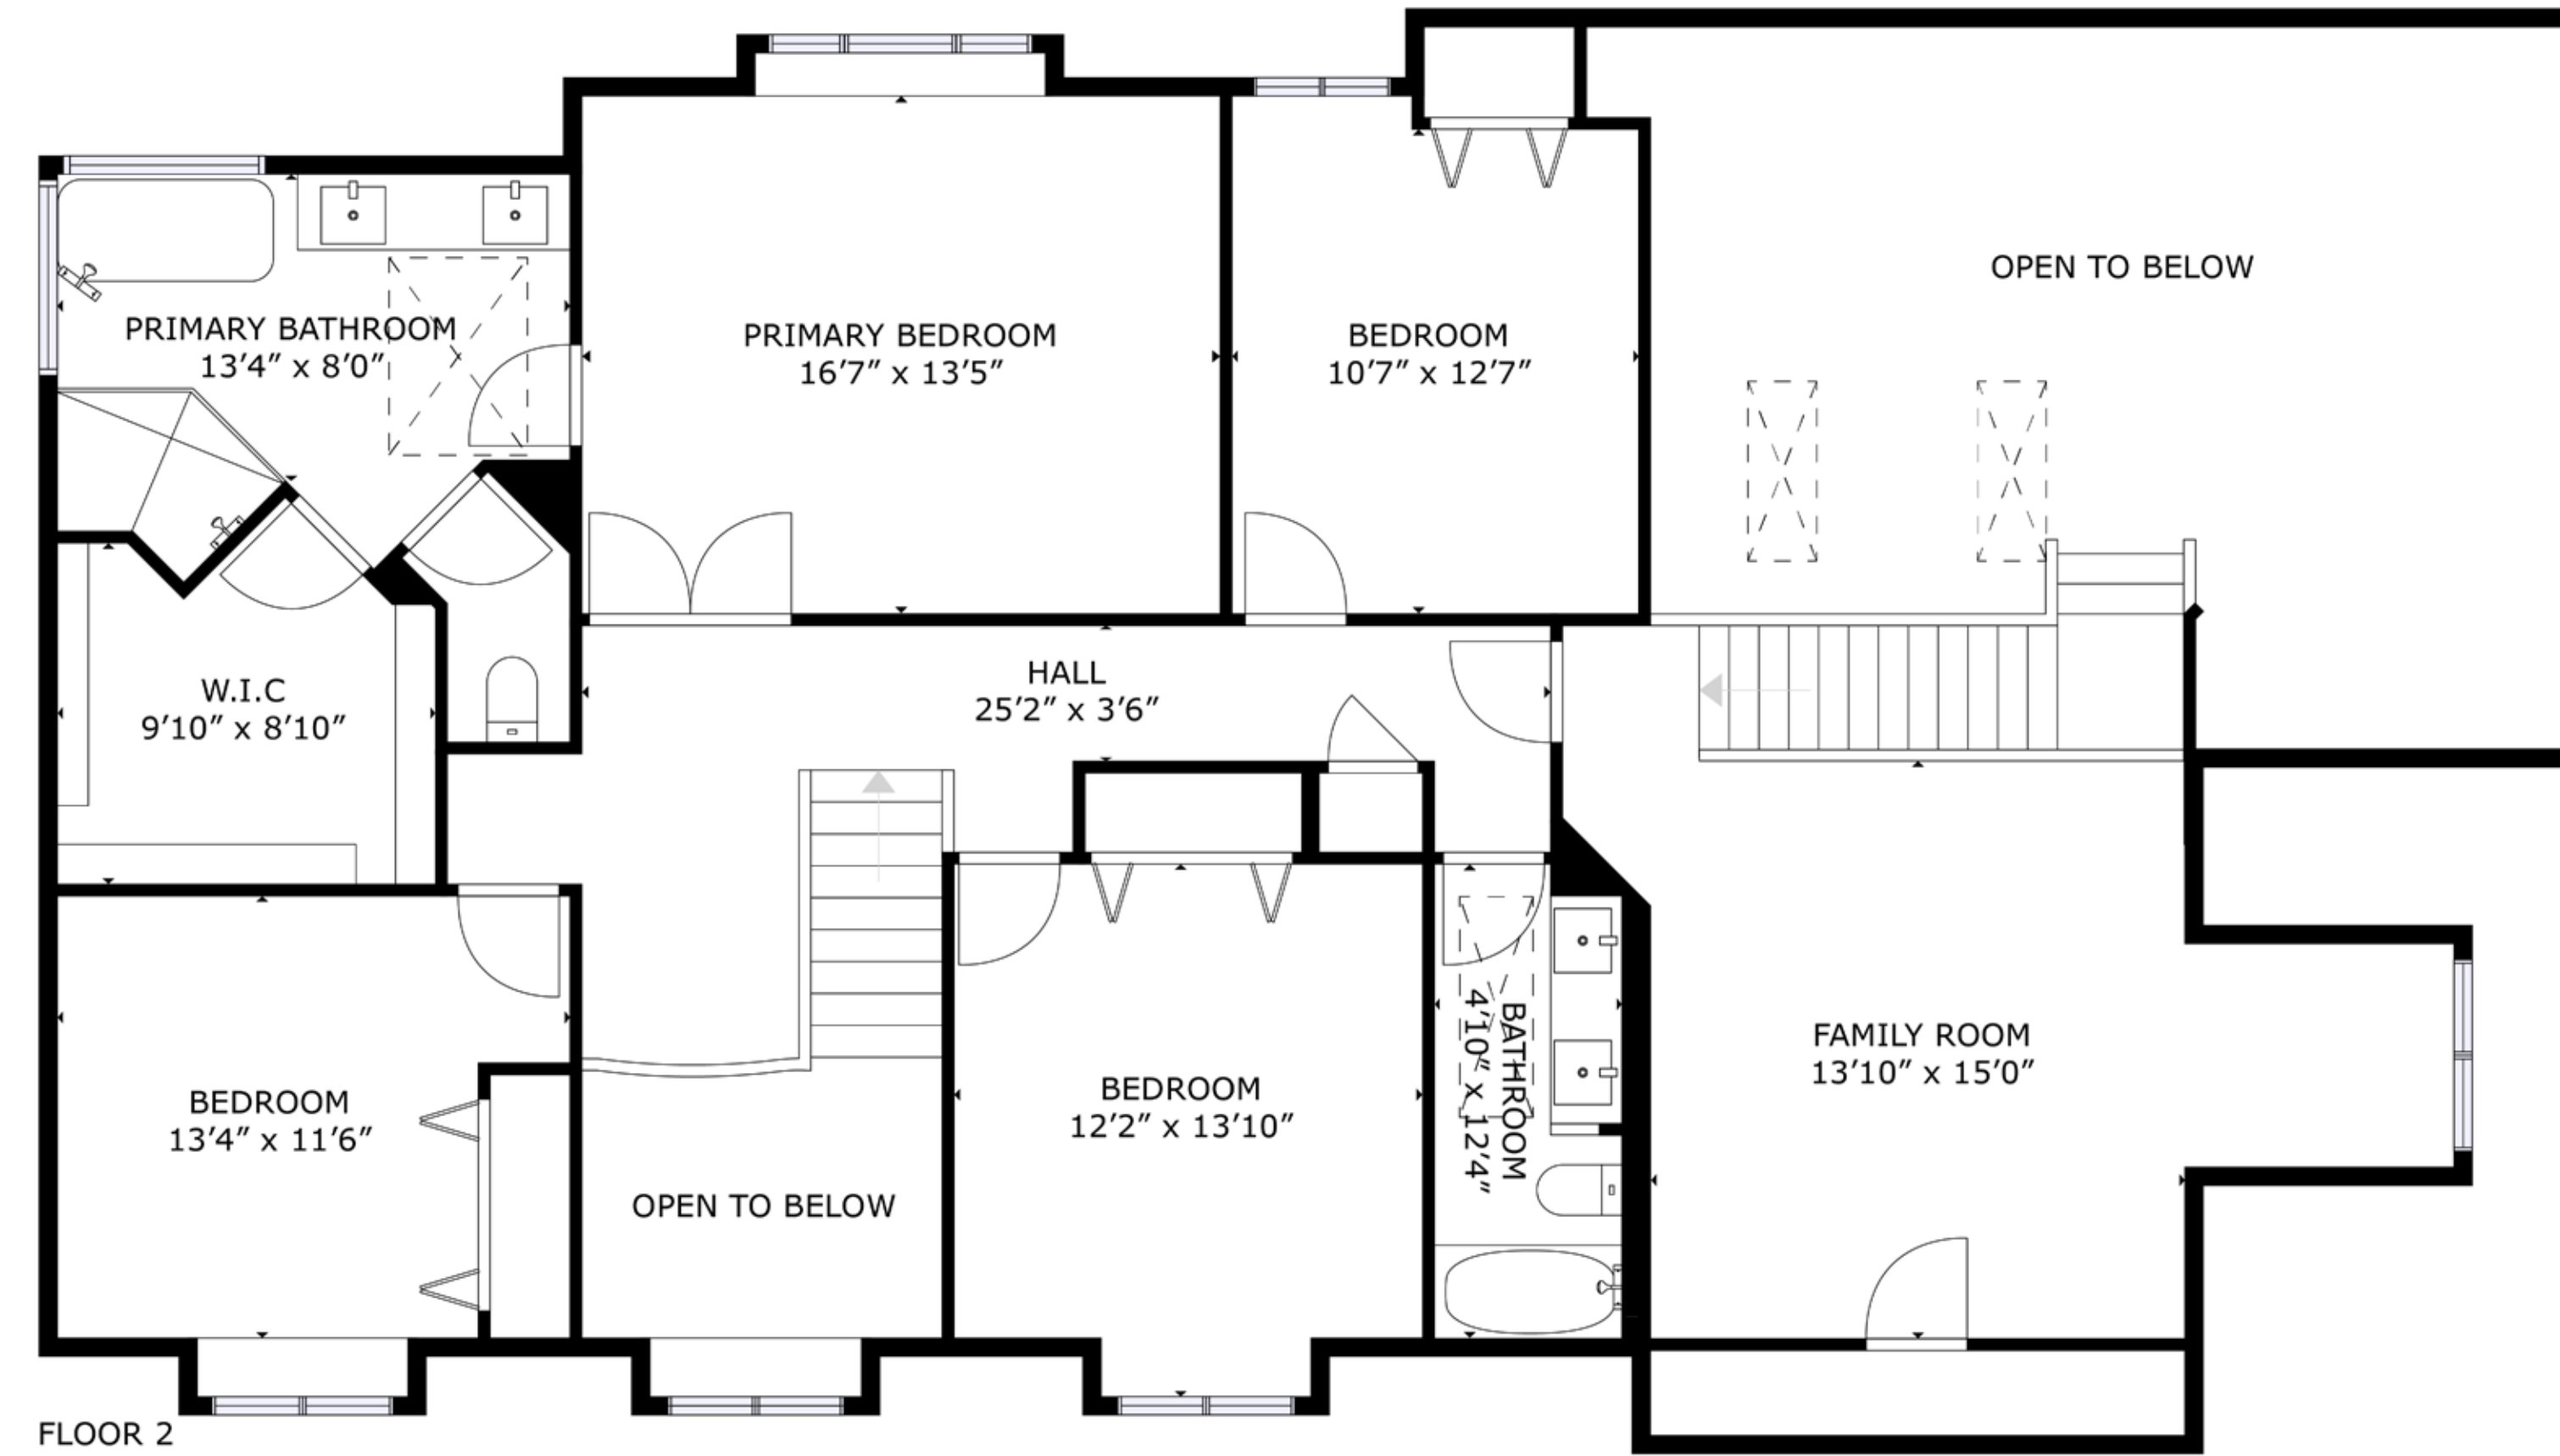 OPEN TO BELOW
PRIMARY BATHROOM
13′4″ x 8′0″
PRIMARY BEDROOM
16′7″ x 13′5″
BEDROOM
10′7″ x 12′7″
W.I.C
9′10″ x 8′10″
HALL
25′2″ x 3′6″
BEDROOM
13′4″ x 11′6″
OPEN TO BELOW
BEDROOM
12′2″ x 13′10″
BATHROOM
4′10″ x 12′4″
FAMILY ROOM
13′10″ x 15′0″
FLOOR 2